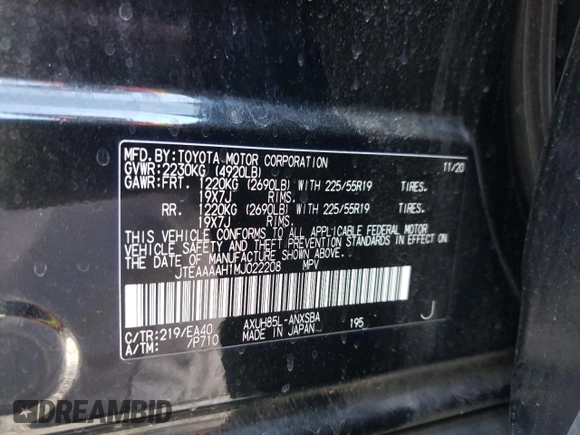 MFD.BY:TOYOTA MOTOR CORPORATION 11/20
GVWR:2230KG (4920LB)
GAWR:FRT. 1220KG (2690LB) WITH 225/55R19 TIRES.
19X7J RIMS.
RR. 1220KG (2690LB) WITH 225/55R19 TIRES.
19X7J RIMS.
THIS VEHICLE CONFORMS TO ALL APPLICABLE FEDERAL MOTOR
VEHICLE SAFETY AND THEFT PREVENTION STANDARDS IN EFFECT ON
THE DATE OF MANUFACTURE SHOWN ABOVE.
JTEAAAAH1MJ022208 MPV
C/TR:219/EA40 AXUH85L-ANXSBA 195 J
A/TM: /P710 MADE IN JAPAN
DREAMBID